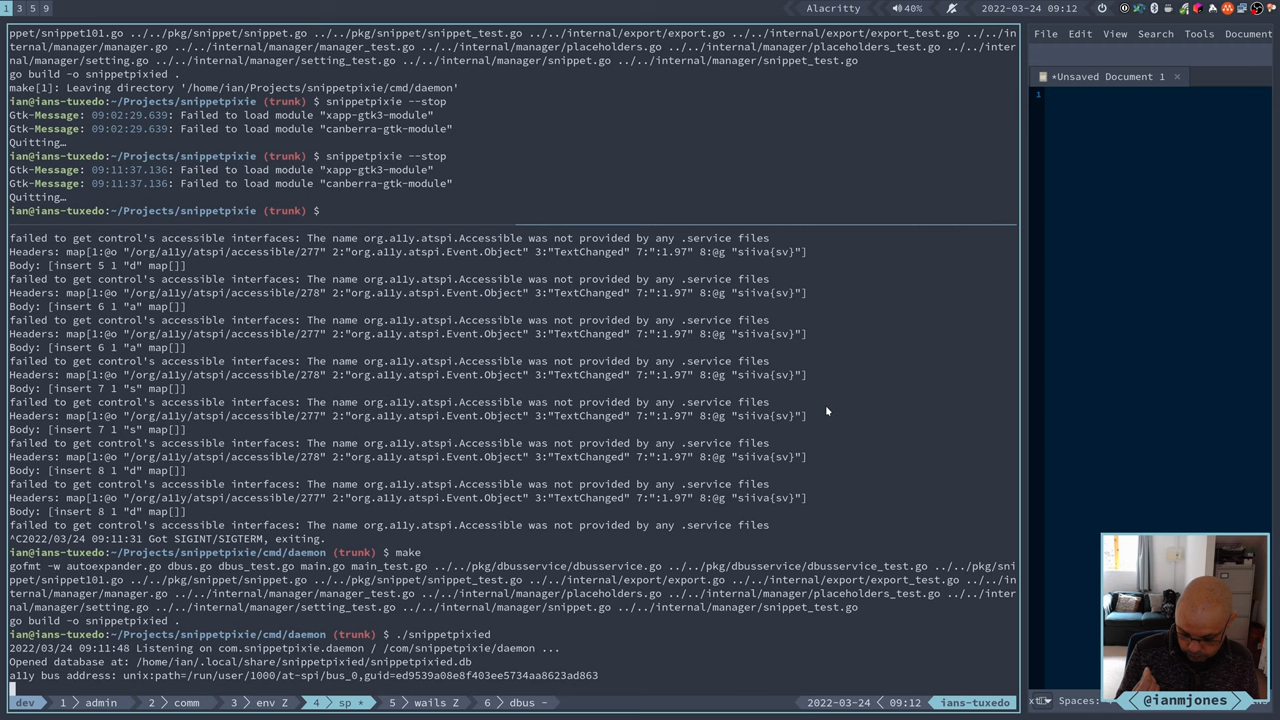 1 3 5 9
Alacritty
40%
2022-03-24 09:12
ppet/snippet101.go ../../pkg/snippet/snippet.go ../../pkg/snippet/snippet_test.go ../../internal/export/export.go ../../internal/export/export_test.go ../../in
ternal/manager/manager.go ../../internal/manager/manager_test.go ../../internal/manager/placeholders.go ../../internal/manager/placeholders_test.go ../../inter
nal/manager/setting.go ../../internal/manager/setting_test.go ../../internal/manager/snippet.go ../../internal/manager/snippet_test.go
go build -o snippetpixied .
make[1]: Leaving directory '/home/ian/Projects/snippetpixie/cmd/daemon'
ian@ians-tuxedo:~/Projects/snippetpixie (trunk) $ snippetpixie --stop
Gtk-Message: 09:02:29.639: Failed to load module "xapp-gtk3-module"
Gtk-Message: 09:02:29.639: Failed to load module "canberra-gtk-module"
Quitting…
ian@ians-tuxedo:~/Projects/snippetpixie (trunk) $ snippetpixie --stop
Gtk-Message: 09:11:37.136: Failed to load module "xapp-gtk3-module"
Gtk-Message: 09:11:37.136: Failed to load module "canberra-gtk-module"
Quitting…
ian@ians-tuxedo:~/Projects/snippetpixie (trunk) $
failed to get control's accessible interfaces: The name org.a11y.atspi.Accessible was not provided by any .service files
Headers: map[1:@o "/org/a11y/atspi/accessible/277" 2:"org.a11y.atspi.Event.Object" 3:"TextChanged" 7:":1.97" 8:@g "siiva{sv}"]
Body: [insert 5 1 "d" map[]]
failed to get control's accessible interfaces: The name org.a11y.atspi.Accessible was not provided by any .service files
Headers: map[1:@o "/org/a11y/atspi/accessible/278" 2:"org.a11y.atspi.Event.Object" 3:"TextChanged" 7:":1.97" 8:@g "siiva{sv}"]
Body: [insert 6 1 "a" map[]]
failed to get control's accessible interfaces: The name org.a11y.atspi.Accessible was not provided by any .service files
Headers: map[1:@o "/org/a11y/atspi/accessible/277" 2:"org.a11y.atspi.Event.Object" 3:"TextChanged" 7:":1.97" 8:@g "siiva{sv}"]
Body: [insert 6 1 "a" map[]]
failed to get control's accessible interfaces: The name org.a11y.atspi.Accessible was not provided by any .service files
Headers: map[1:@o "/org/a11y/atspi/accessible/278" 2:"org.a11y.atspi.Event.Object" 3:"TextChanged" 7:":1.97" 8:@g "siiva{sv}"]
Body: [insert 7 1 "s" map[]]
failed to get control's accessible interfaces: The name org.a11y.atspi.Accessible was not provided by any .service files
Headers: map[1:@o "/org/a11y/atspi/accessible/277" 2:"org.a11y.atspi.Event.Object" 3:"TextChanged" 7:":1.97" 8:@g "siiva{sv}"]
Body: [insert 7 1 "s" map[]]
failed to get control's accessible interfaces: The name org.a11y.atspi.Accessible was not provided by any .service files
Headers: map[1:@o "/org/a11y/atspi/accessible/278" 2:"org.a11y.atspi.Event.Object" 3:"TextChanged" 7:":1.97" 8:@g "siiva{sv}"]
Body: [insert 8 1 "d" map[]]
failed to get control's accessible interfaces: The name org.a11y.atspi.Accessible was not provided by any .service files
Headers: map[1:@o "/org/a11y/atspi/accessible/277" 2:"org.a11y.atspi.Event.Object" 3:"TextChanged" 7:":1.97" 8:@g "siiva{sv}"]
Body: [insert 8 1 "d" map[]]
failed to get control's accessible interfaces: The name org.a11y.atspi.Accessible was not provided by any .service files
^C2022/03/24 09:11:31 Got SIGINT/SIGTERM, exiting.
ian@ians-tuxedo:~/Projects/snippetpixie/cmd/daemon (trunk) $ make
gofmt -w autoexpander.go dbus.go dbus_test.go main.go main_test.go ../../pkg/dbusservice/dbusservice.go ../../pkg/dbusservice/dbusservice_test.go ../../pkg/sni
ppet/snippet101.go ../../pkg/snippet/snippet.go ../../pkg/snippet/snippet_test.go ../../internal/export/export.go ../../internal/export/export_test.go ../../in
ternal/manager/manager.go ../../internal/manager/manager_test.go ../../internal/manager/placeholders.go ../../internal/manager/placeholders_test.go ../../inter
nal/manager/setting.go ../../internal/manager/setting_test.go ../../internal/manager/snippet.go ../../internal/manager/snippet_test.go
go build -o snippetpixied .
ian@ians-tuxedo:~/Projects/snippetpixie/cmd/daemon (trunk) $ ./snippetpixied
2022/03/24 09:11:48 Listening on com.snippetpixie.daemon / /com/snippetpixie/daemon ...
Opened database at: /home/ian/.local/share/snippetpixied/snippetpixied.db
a11y bus address: unix:path=/run/user/1000/at-spi/bus_0,guid=ed9539a08e8f403ee5734aa8623ad863
dev 1 admin 2 comm 3 env Z 4 sp * 5 wails Z 6 dbus - 2022-03-24 09:12 ians-tuxedo
File Edit View Search Tools Document
*Unsaved Document 1 ×
1
Spaces:
@ianmjones